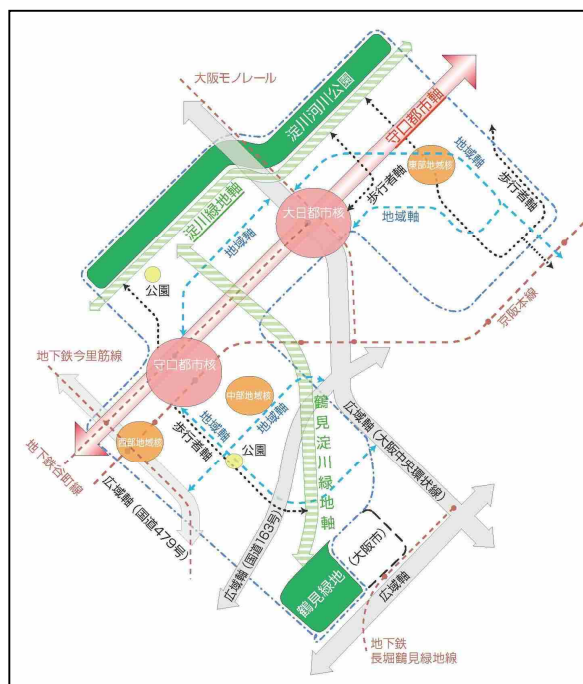 大阪モノレール
淀川河川公園
守口都市軸
地域軸
東部地域核
歩行者軸
歩行者軸
淀川緑地軸
大日都市核
地域軸
地域軸
公園
京阪本線
地下鉄今里筋線
守口都市核
中部地域核
地域軸
地域軸
鶴見淀川緑地軸
広域軸(大阪中央環状線)
西部地域核
歩行者軸
公園
地下鉄谷町線
広域軸(国道479号)
広域軸(国道163号)
(大阪市)
鶴見緑地
広域軸
地下鉄
長堀鶴見緑地線